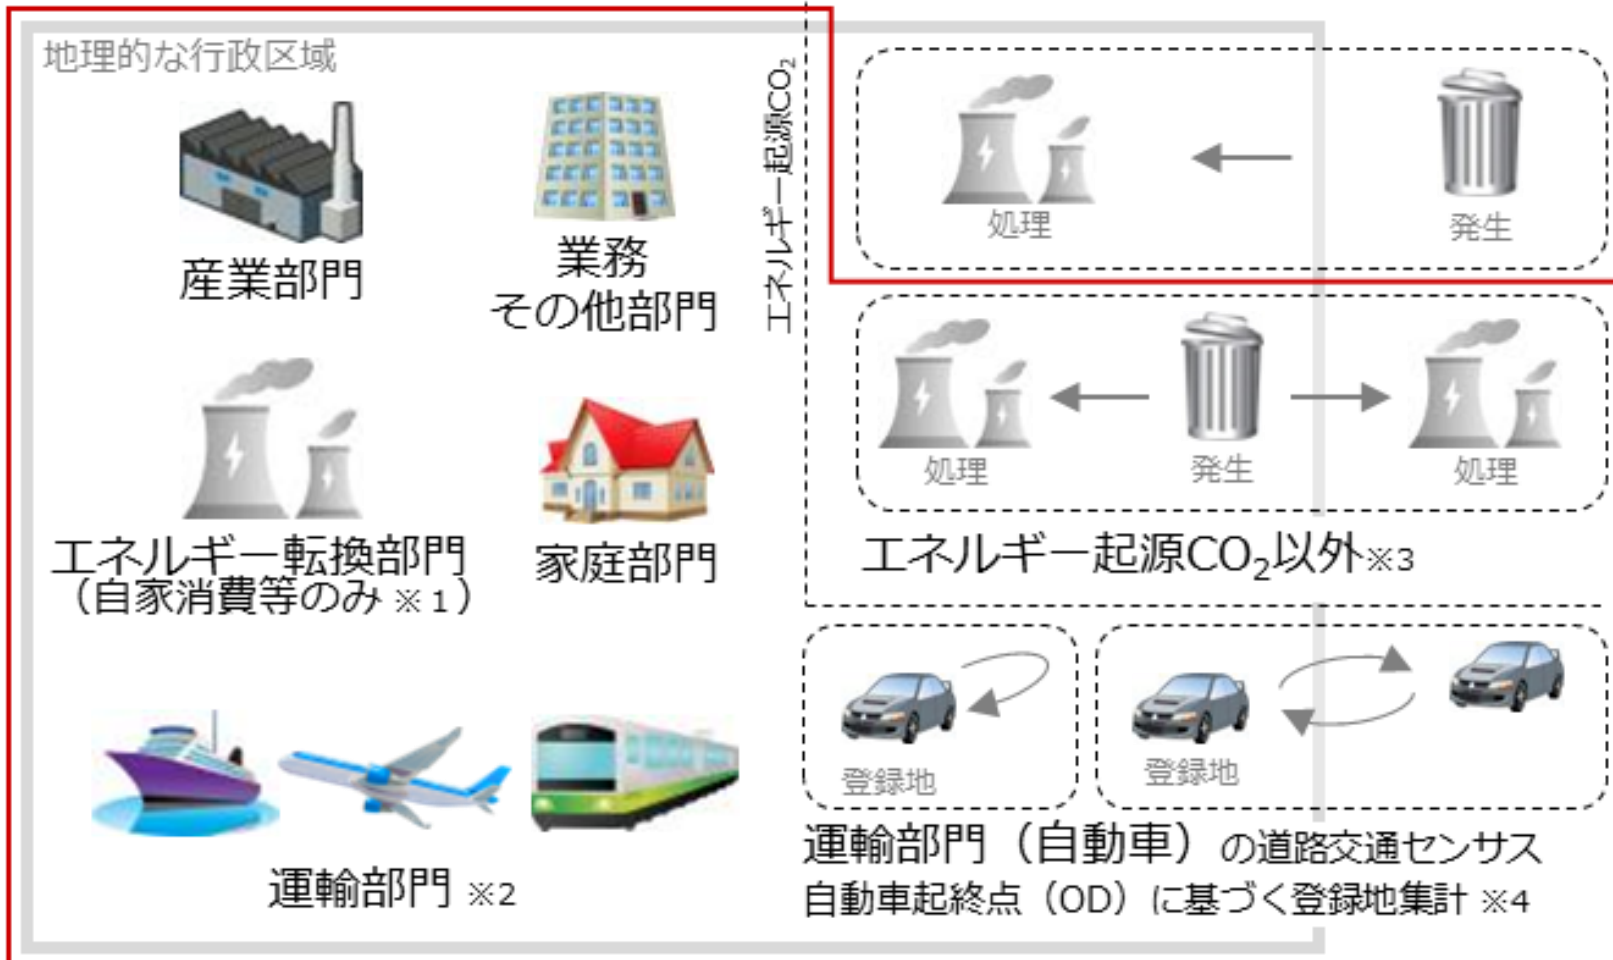 地理的な行政区域
産業部門
業務
その他部門
エネルギー転換部門
（自家消費等のみ ※1）
家庭部門
運輸部門 ※2
エネルギー起源CO₂
処理
発生
処理
発生
処理
エネルギー起源CO₂以外※3
登録地
登録地
運輸部門（自動車）の道路交通センサス
自動車起終点（OD）に基づく登録地集計 ※4